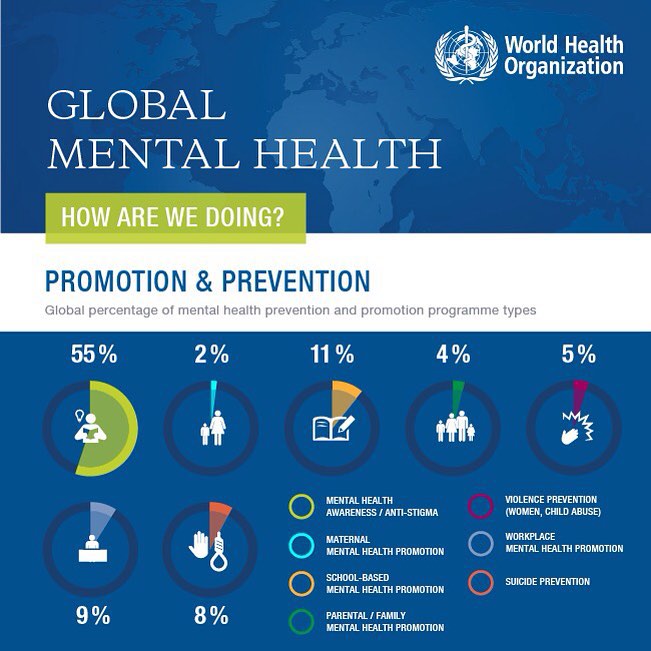 World Health
Organization
GLOBAL
MENTAL HEALTH
HOW ARE WE DOING?
PROMOTION & PREVENTION
Global percentage of mental health prevention and promotion programme types
55%
2%
11%
4%
5%
9%
8%
MENTAL HEALTH
AWARENESS / ANTI-STIGMA
MATERNAL
MENTAL HEALTH PROMOTION
SCHOOL-BASED
MENTAL HEALTH PROMOTION
PARENTAL / FAMILY
MENTAL HEALTH PROMOTION
VIOLENCE PREVENTION
(WOMEN, CHILD ABUSE)
WORKPLACE
MENTAL HEALTH PROMOTION
SUICIDE PREVENTION